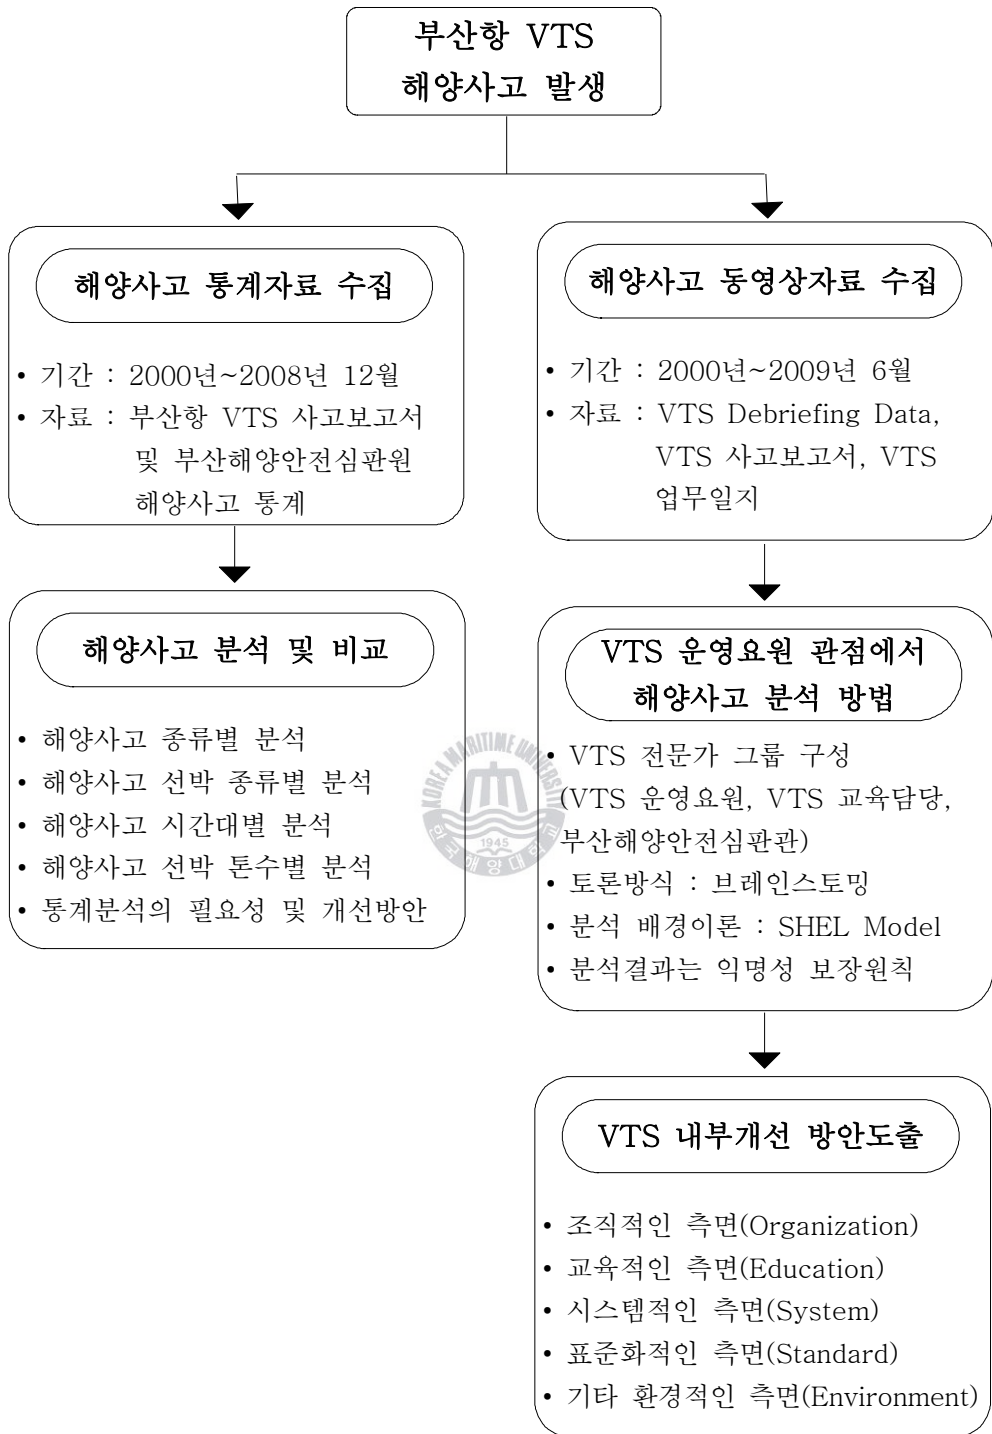 부산항 VTS
해양사고 발생
해양사고 통계자료 수집
• 기간 : 2000년~2008년 12월
• 자료 : 부산항 VTS 사고보고서
및 부산해양안전심판원
해양사고 통계
해양사고 분석 및 비교
• 해양사고 종류별 분석
• 해양사고 선박 종류별 분석
• 해양사고 시간대별 분석
• 해양사고 선박 톤수별 분석
• 통계분석의 필요성 및 개선방안
해양사고 동영상자료 수집
• 기간 : 2000년~2009년 6월
• 자료 : VTS Debriefing Data,
VTS 사고보고서, VTS
업무일지
VTS 운영요원 관점에서
해양사고 분석 방법
• VTS 전문가 그룹 구성
(VTS 운영요원, VTS 교육담당,
부산해양안전심판관)
• 토론방식 : 브레인스토밍
• 분석 배경이론 : SHEL Model
• 분석결과는 익명성 보장원칙
VTS 내부개선 방안도출
• 조직적인 측면(Organization)
• 교육적인 측면(Education)
• 시스템적인 측면(System)
• 표준화적인 측면(Standard)
• 기타 환경적인 측면(Environment)
KOREA MARITIME UNIVERSITY
1945
한국해양대학교